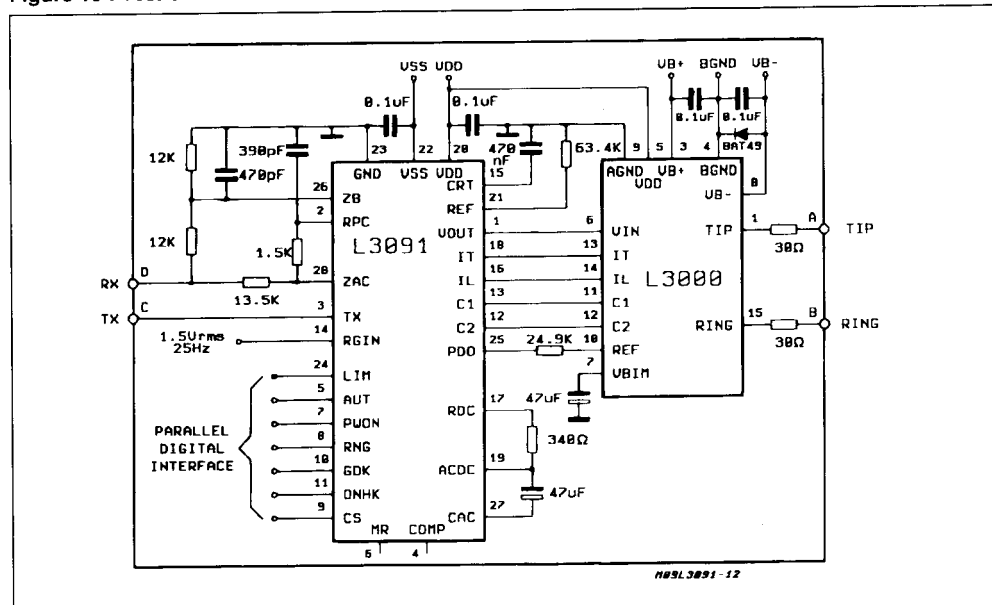 VSS VDD
VB+ BGND VB-
0.1uF
0.1uF
0.1uF
0.1uF
12K
390pF
470pF
470
nF
63.4K
BAT49
23
22
20
15
9
5
3
4
GND
VSS
VDD
CRT
AGND
VDD
VB+
BGND
26
ZB
21
REF
VB-
8
2
RPC
1
VOUT
6
VIN
TIP
1
A
TIP
12K
1.5K
L3091
18
IT
13
IT
30Ω
D
RX
28
ZAC
16
IL
14
IL
L3000
13.5K
C
TX
3
TX
13
C1
11
C1
1.5Vrms
25Hz
14
RGIN
12
C2
12
C2
RING
15
B
RING
25
PDO
24.9K
10
REF
30Ω
24
LIM
7
VBIM
5
AUT
47uF
7
PWON
17
RDC
PARALLEL
DIGITAL
INTERFACE
8
RNG
340Ω
10
GDK
19
ACDC
11
ONHK
47uF
9
CS
27
CAC
MR
COMP
6
4
M89L3091-12